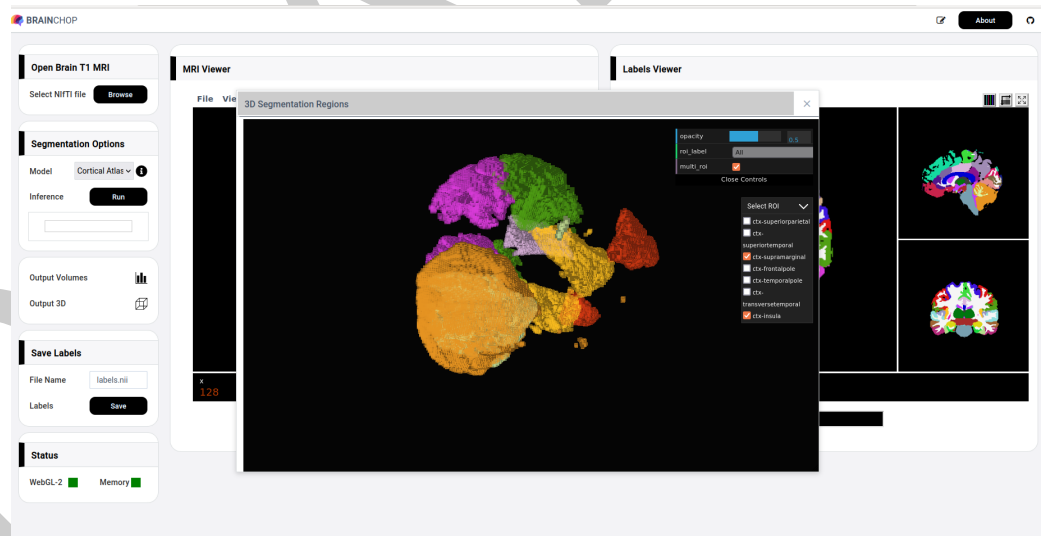 BRAINCHOP
About
Open Brain T1 MRI
Select NIfTI file
Browse
Segmentation Options
Model
Cortical Atlas
Inference
Run
Output Volumes
Output 3D
Save Labels
File Name
labels.nii
Labels
Save
Status
WebGL-2
Memory
MRI Viewer
File Vie
x
128
3D Segmentation Regions
×
opacity
0.5
roi_label
All
multi_roi
Close Controls
Select ROI
ctx-superiorparietal
ctx-
superiortemporal
ctx-supramarginal
ctx-frontalpole
ctx-temporalpole
ctx-
transversetemporal
ctx-insula
Labels Viewer